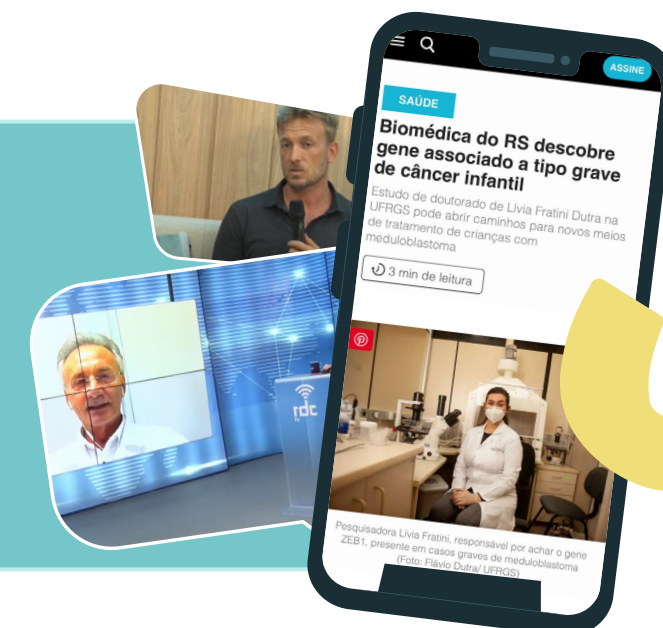 ASSINE
SAÚDE
Biomédica do RS descobre
gene associado a tipo grave
de câncer infantil
Estudo de doutorado de Lívia Fratini Dutra na
UFRGS pode abrir caminhos para novos meios
de tratamento de crianças com
meduloblastoma
3 min de leitura
rdc
tv
Pesquisadora Lívia Fratini, responsável por achar o gene
ZEB1, presente em casos graves de meduloblastoma
(Foto: Flávio Dutra/ UFRGS)